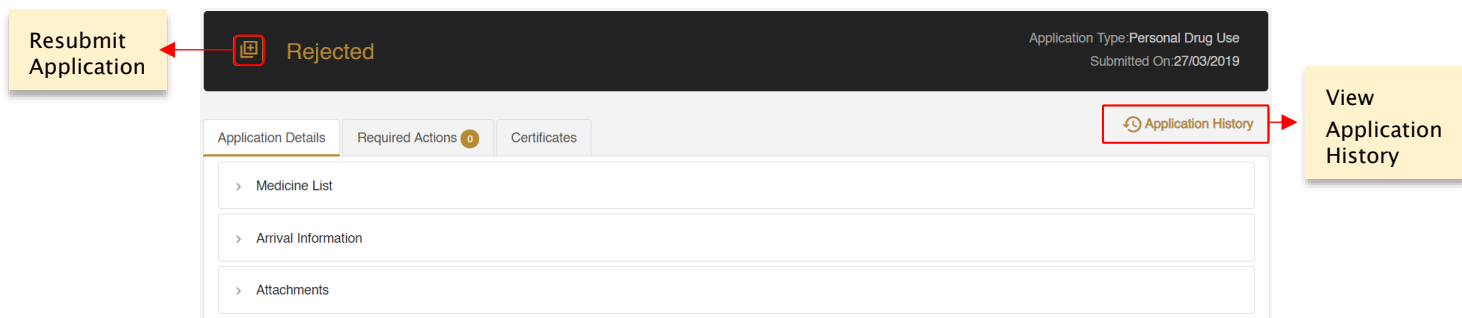 Resubmit
Application
Rejected
Application Type:Personal Drug Use
Submitted On:27/03/2019
View
Application
History
Application History
Application Details
Required Actions 0
Certificates
Medicine List
Arrival Information
Attachments